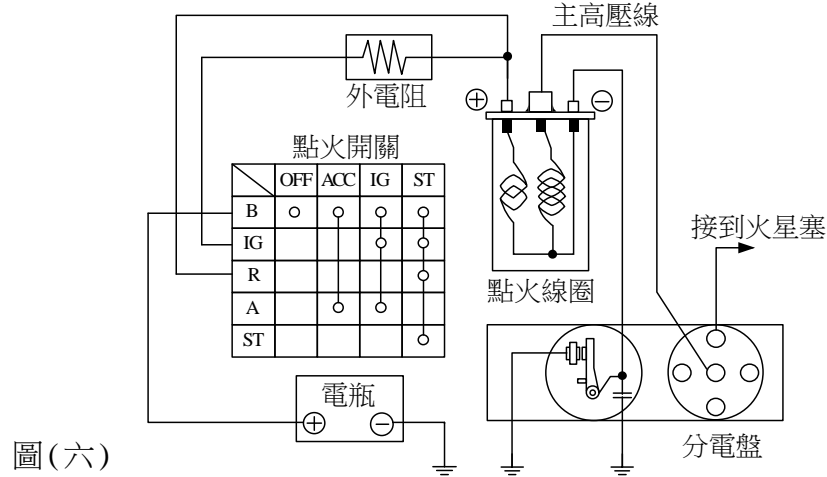 主高壓線
外電阻
⊕
⊖
點火開關
OFF ACC IG ST
B
IG
R
A
ST
接到火星塞
點火線圈
電瓶
⊕ ⊖
分電盤
圖(六)